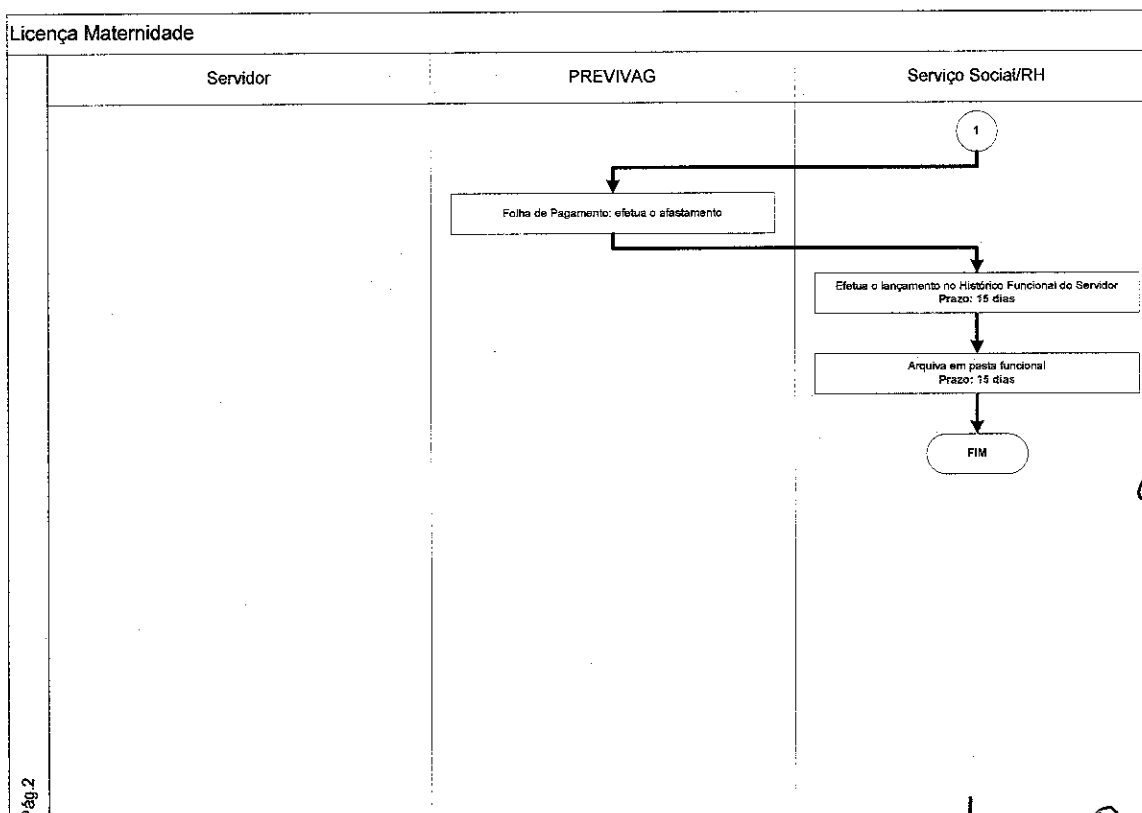 Licença Maternidade
Servidor
PREVIVAG
Serviço Social/RH
1
Folha de Pagamento: efetua o afastamento
Efetua o lançamento no Histórico Funcional do Servidor
Prazo: 15 dias
Arquiva em pasta funcional
Prazo: 15 dias
FIM
Pág.2